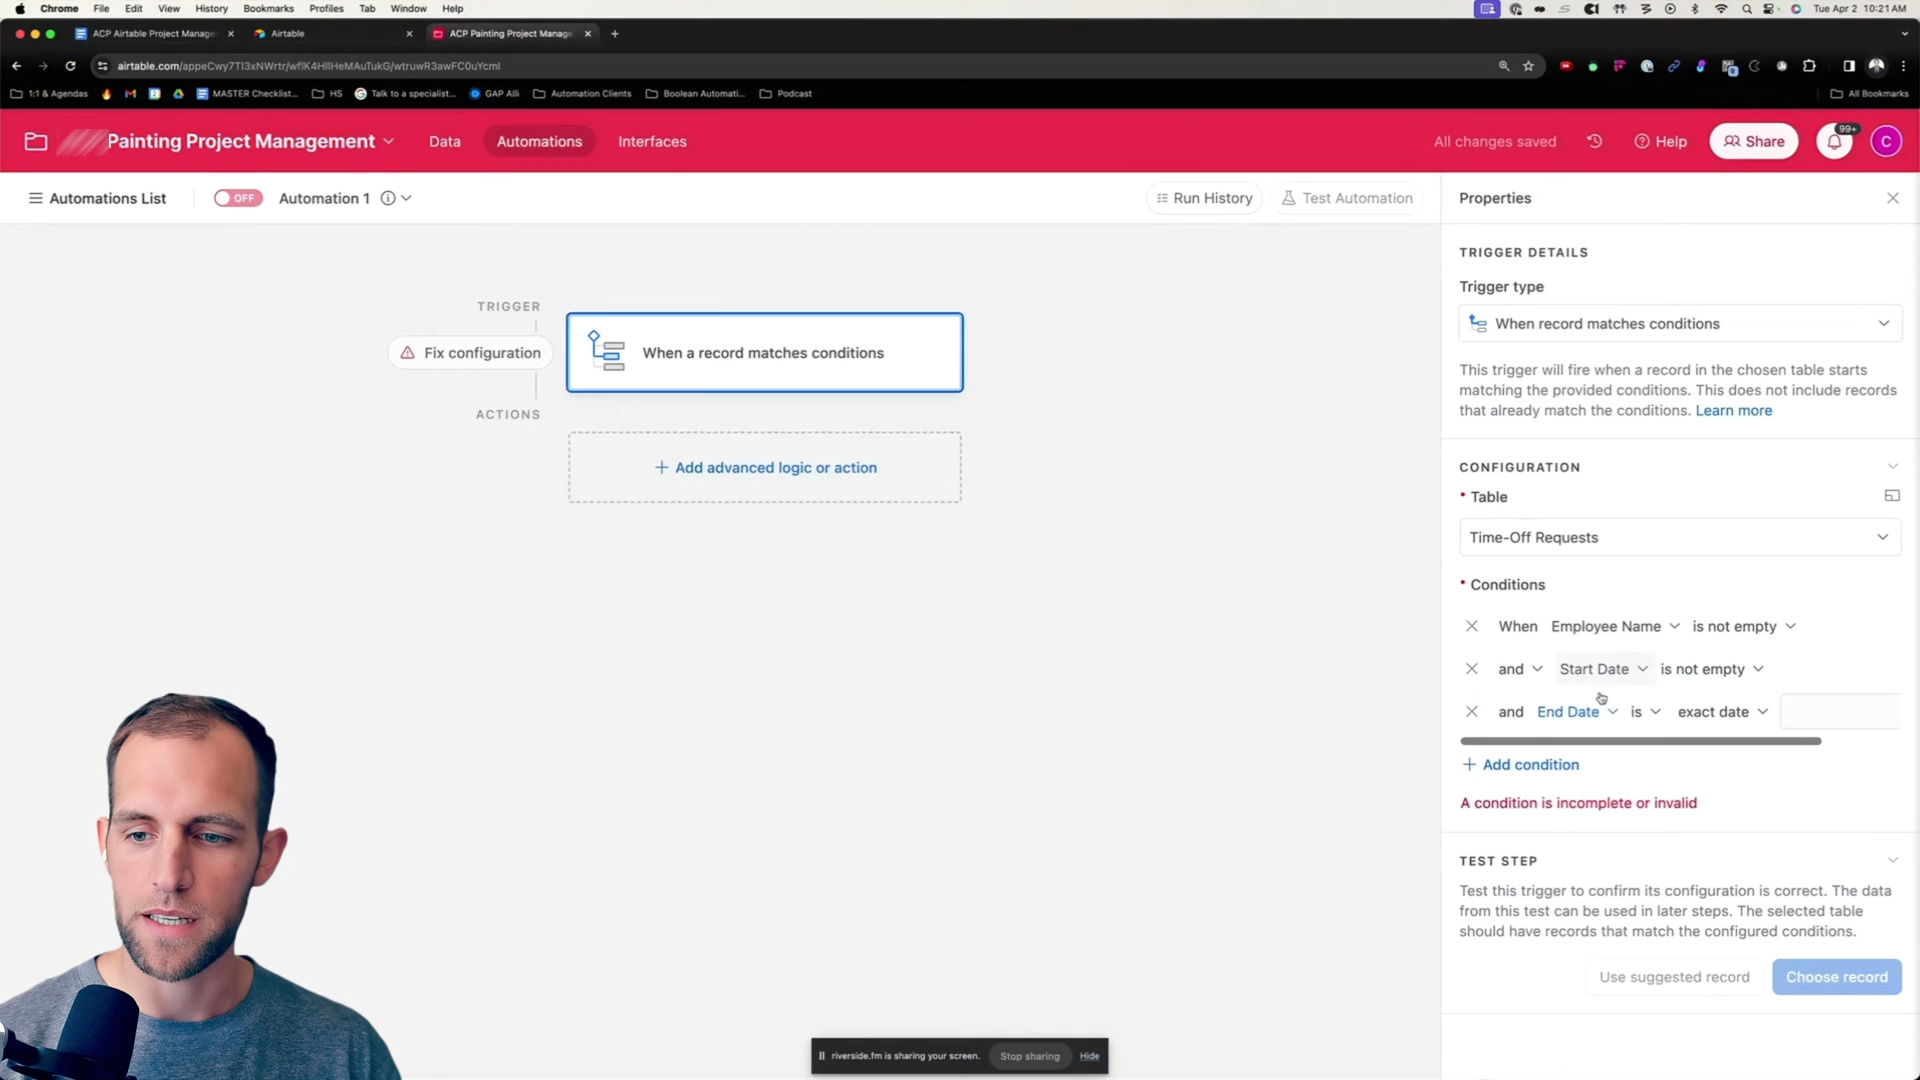 Chrome File Edit View History Bookmarks Profiles Tab Window Help
Tue Apr 2 10:21 AM
ACP Airtable Project Manage
Airtable
ACP Painting Project Manag
airtable.com/appeCwy7TI3xNWrtr/wflK4HllHeMAuTukG/wtruwR3awFC0uYcmI
1:1 & Agendas
MASTER Checklist...
HS
Talk to a specialist...
GAP Alli
Automation Clients
Boolean Automati...
Podcast
All Bookmarks
Painting Project Management
Data
Automations
Interfaces
All changes saved
Help
Share
99+
C
Automations List
OFF
Automation 1
Run History
Test Automation
Properties
TRIGGER DETAILS
Trigger type
When record matches conditions
This trigger will fire when a record in the chosen table starts
matching the provided conditions. This does not include records
that already match the conditions. Learn more
TRIGGER
Fix configuration
When a record matches conditions
ACTIONS
+ Add advanced logic or action
CONFIGURATION
* Table
Time-Off Requests
* Conditions
When Employee Name is not empty
and Start Date is not empty
and End Date is exact date
+ Add condition
A condition is incomplete or invalid
TEST STEP
Test this trigger to confirm its configuration is correct. The data
from this test can be used in later steps. The selected table
should have records that match the configured conditions.
Use suggested record
Choose record
riverside.fm is sharing your screen.
Stop sharing
Hide